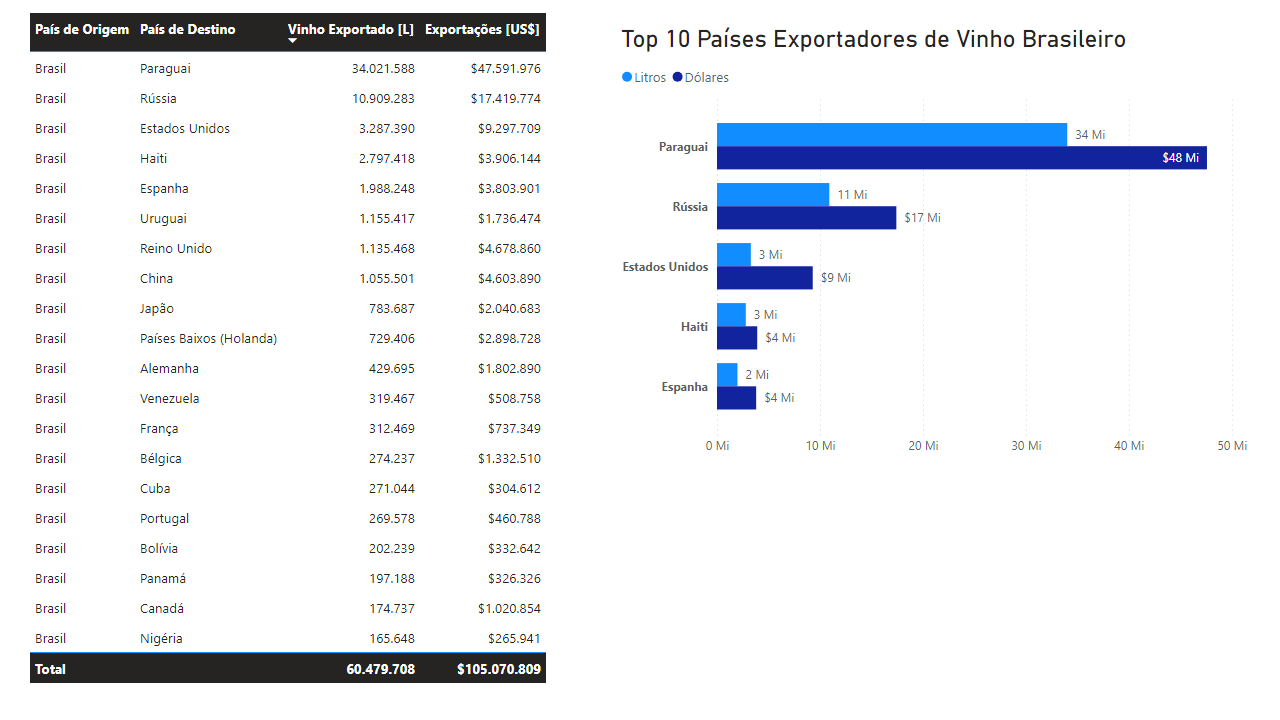 País de Origem País de Destino Vinho Exportado [L] Exportações [US$]
Brasil Paraguai 34.021.588 $47.591.976
Brasil Rússia 10.909.283 $17.419.774
Brasil Estados Unidos 3.287.390 $9.297.709
Brasil Haiti 2.797.418 $3.906.144
Brasil Espanha 1.988.248 $3.803.901
Brasil Uruguai 1.155.417 $1.736.474
Brasil Reino Unido 1.135.468 $4.678.860
Brasil China 1.055.501 $4.603.890
Brasil Japão 783.687 $2.040.683
Brasil Países Baixos (Holanda) 729.406 $2.898.728
Brasil Alemanha 429.695 $1.802.890
Brasil Venezuela 319.467 $508.758
Brasil França 312.469 $737.349
Brasil Bélgica 274.237 $1.332.510
Brasil Cuba 271.044 $304.612
Brasil Portugal 269.578 $460.788
Brasil Bolívia 202.239 $332.642
Brasil Panamá 197.188 $326.326
Brasil Canadá 174.737 $1.020.854
Brasil Nigéria 165.648 $265.941
Total 60.479.708 $105.070.809
Top 10 Países Exportadores de Vinho Brasileiro
Litros Dólares
34 Mi
Paraguai
$48 Mi
11 Mi
Rússia
$17 Mi
3 Mi
Estados Unidos
$9 Mi
3 Mi
Haiti
$4 Mi
2 Mi
Espanha
$4 Mi
0 Mi 10 Mi 20 Mi 30 Mi 40 Mi 50 Mi